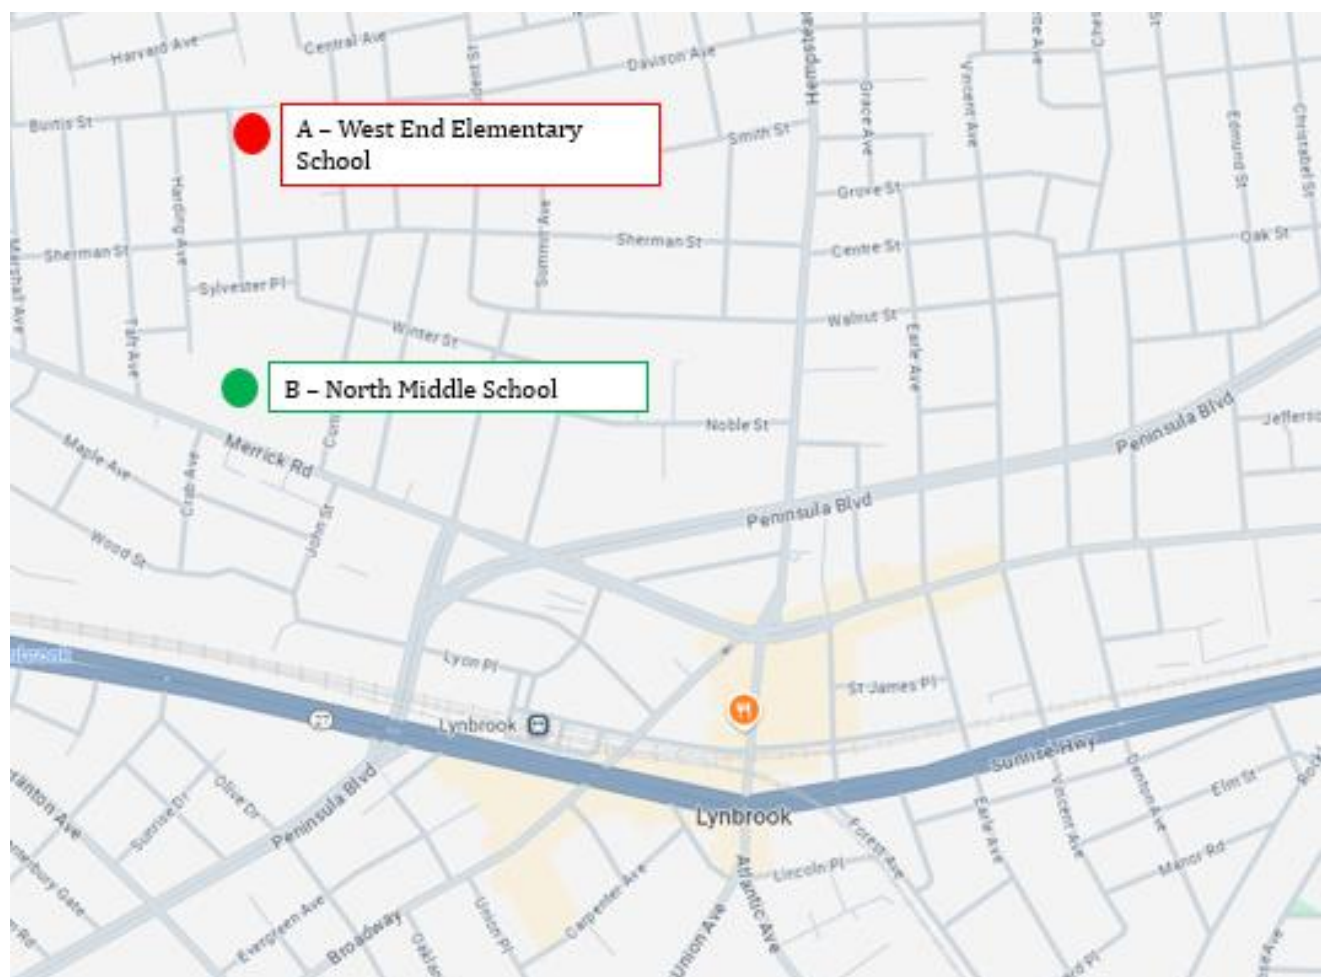 Harvard Ave
Central Ave
Davison Ave
Vincent Ave
Grace Ave
Burtis St
A – West End Elementary
School
Smith St
Edmund St
Christabel St
Harding Ave
Grove St
Marshall Ave
Sherman St
Summit Ave
Sherman St
Centre St
Oak St
Sylvester Pl
Taft Ave
Winter St
Walnut St
Earle Ave
B – North Middle School
Noble St
Peninsula Blvd
Maple Ave
Merrick Rd
Crab Ave
John St
Peninsula Blvd
Wood St
Lyon Pl
St James Pl
27
Lynbrook
Sunrise Hwy
Sunrise Dr
Olive Dr
Peninsula Blvd
Lynbrook
Earle Ave
Vincent Ave
Denton Ave
Elm St
Forest Ave
Manor Rd
Lincoln Pl
Atlantic Ave
Carpenter Ave
Union Pl
Evergreen Ave
Broadway
Union Ave